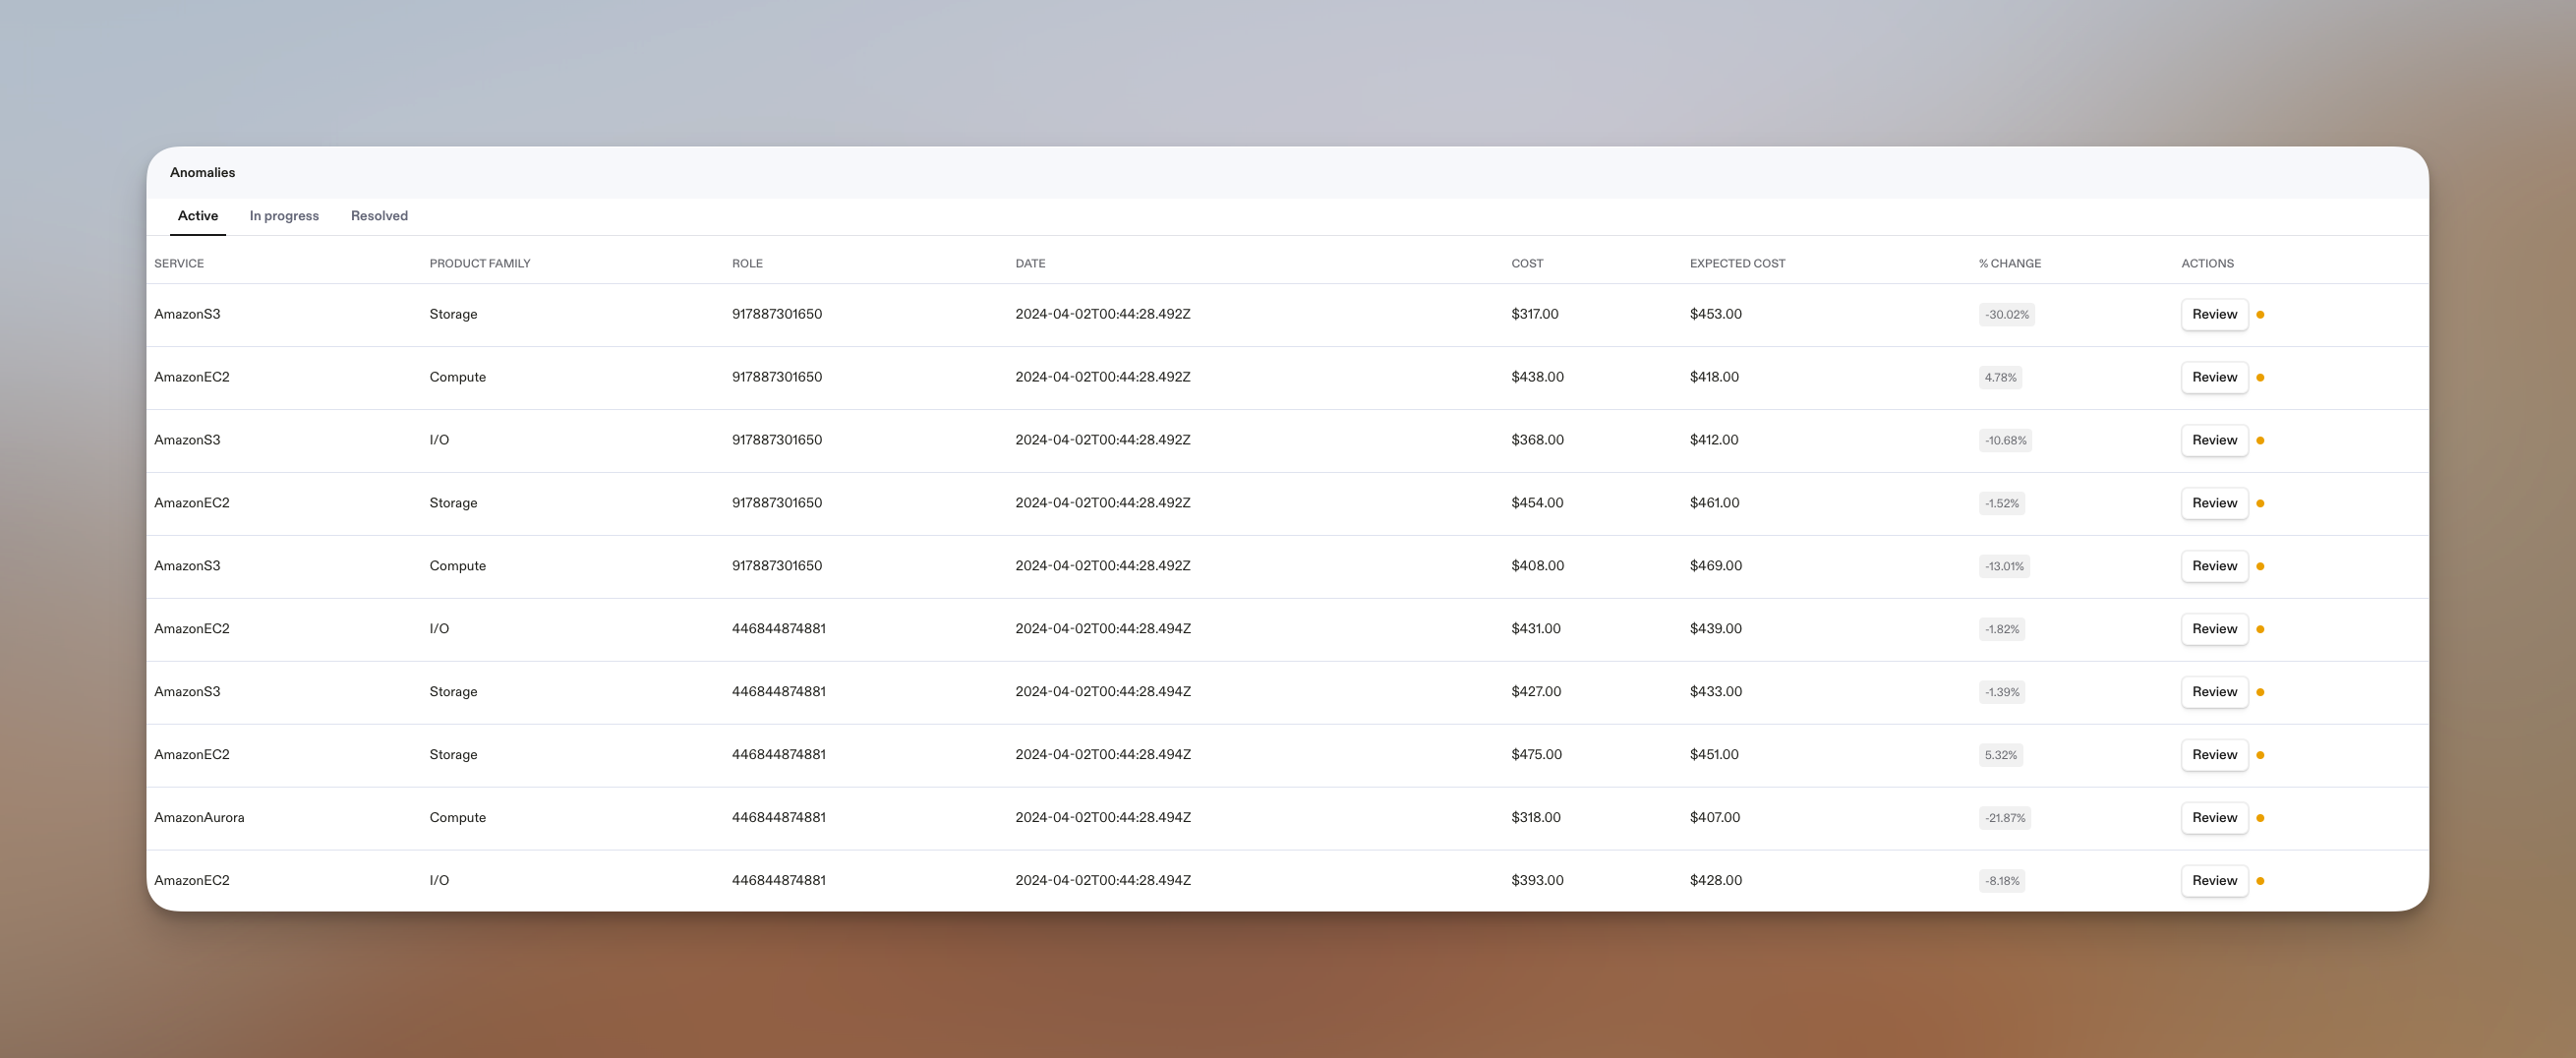 Anomalies
Active In progress Resolved
SERVICE PRODUCT FAMILY ROLE DATE COST EXPECTED COST % CHANGE ACTIONS
AmazonS3 Storage 917887301650 2024-04-02T00:44:28.492Z $317.00 $453.00 -30.02% Review
AmazonEC2 Compute 917887301650 2024-04-02T00:44:28.492Z $438.00 $418.00 4.78% Review
AmazonS3 I/O 917887301650 2024-04-02T00:44:28.492Z $368.00 $412.00 -10.68% Review
AmazonEC2 Storage 917887301650 2024-04-02T00:44:28.492Z $454.00 $461.00 -1.52% Review
AmazonS3 Compute 917887301650 2024-04-02T00:44:28.492Z $408.00 $469.00 -13.01% Review
AmazonEC2 I/O 446844874881 2024-04-02T00:44:28.494Z $431.00 $439.00 -1.82% Review
AmazonS3 Storage 446844874881 2024-04-02T00:44:28.494Z $427.00 $433.00 -1.39% Review
AmazonEC2 Storage 446844874881 2024-04-02T00:44:28.494Z $475.00 $451.00 5.32% Review
AmazonAurora Compute 446844874881 2024-04-02T00:44:28.494Z $318.00 $407.00 -21.87% Review
AmazonEC2 I/O 446844874881 2024-04-02T00:44:28.494Z $393.00 $428.00 -8.18% Review